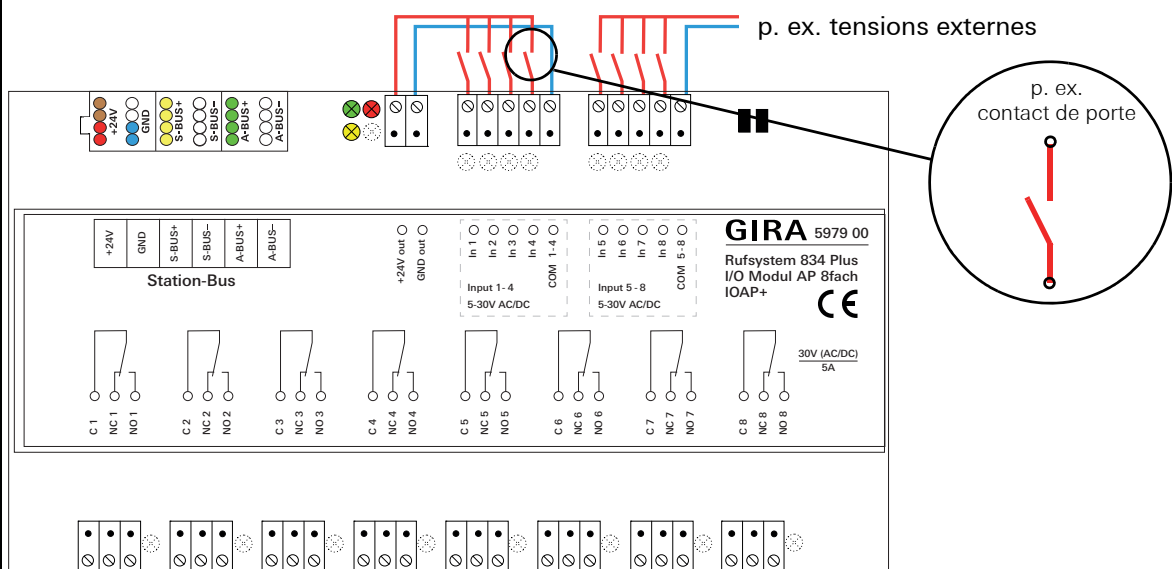 p. ex. tensions externes
p. ex.
contact de porte
+24V
GND
S-BUS+
S-BUS−
A-BUS+
A-BUS−
+24V
GND
S-BUS+
S-BUS−
A-BUS+
A-BUS−
Station-Bus
+24V out
GND out
In 1
In 2
In 3
In 4
COM 1-4
Input 1- 4
5-30V AC/DC
In 5
In 6
In 7
In 8
COM 5-8
Input 5 - 8
5-30V AC/DC
GIRA 5979 00
Rufsystem 834 Plus
I/O Modul AP 8fach
IOAP+
CE
30V (AC/DC)
5A
C 1
NC 1
NO 1
C 2
NC 2
NO 2
C 3
NC 3
NO 3
C 4
NC 4
NO 4
C 5
NC 5
NO 5
C 6
NC 6
NO 6
C 7
NC 7
NO 7
C 8
NC 8
NO 8